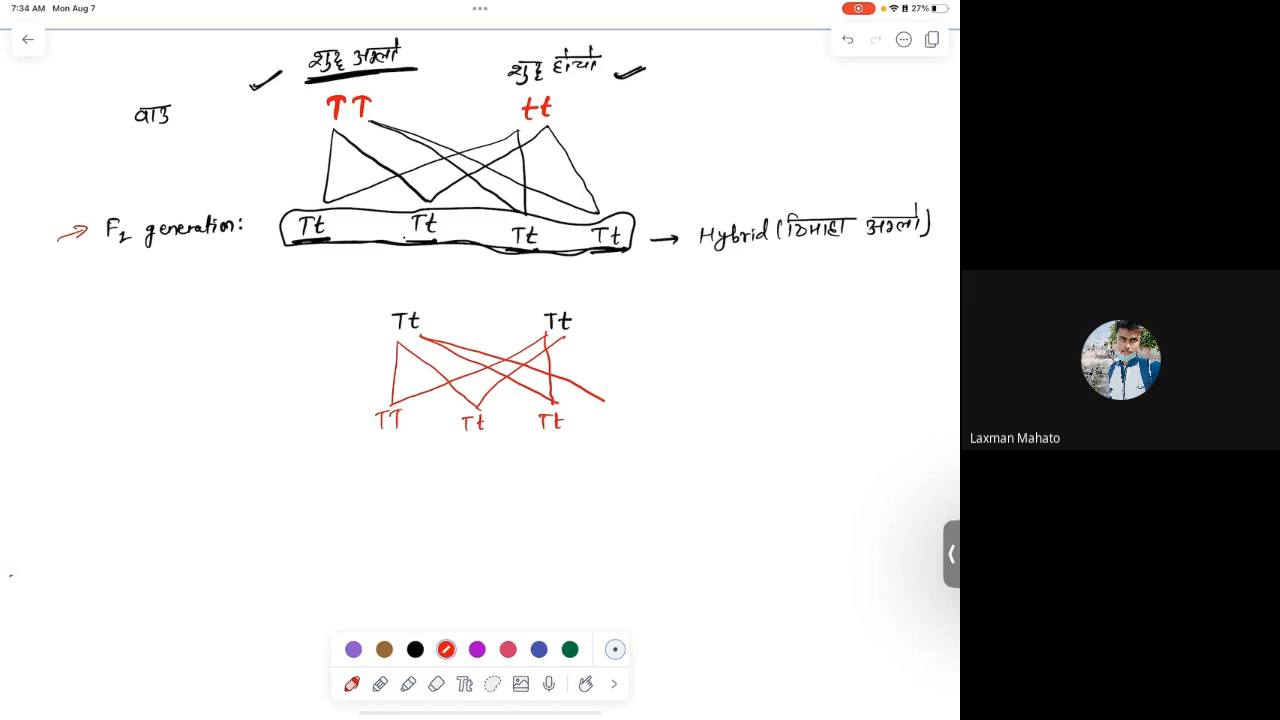 7:34 AM Mon Aug 7
27%
शुद्ध अग्लो शुद्ध होचो
TT tt
F1 generation: Tt Tt Tt Tt → Hybrid ( अग्लो )
Tt Tt
TT Tt Tt
Laxman Mahato
Tt